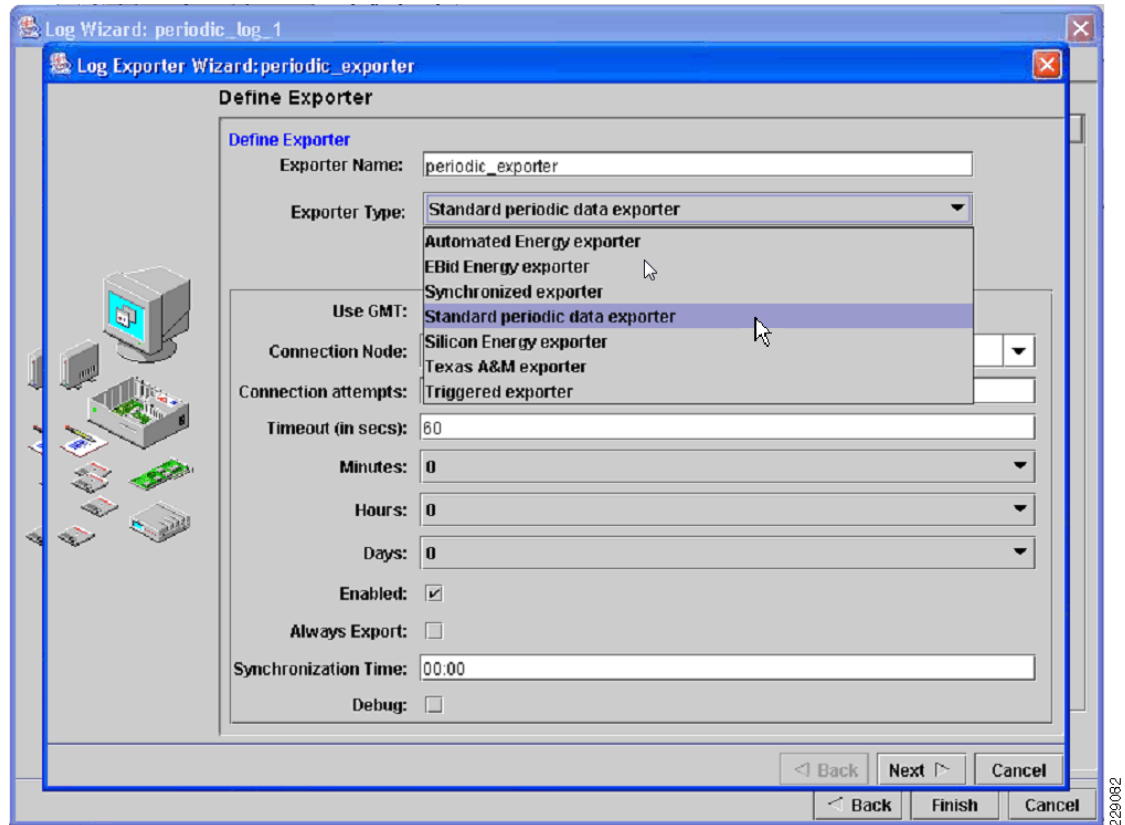 Log Wizard: periodic_log_1
Log Exporter Wizard:periodic_exporter
Define Exporter
Define Exporter
Exporter Name: periodic_exporter
Exporter Type: Standard periodic data exporter
Automated Energy exporter
EBid Energy exporter
Synchronized exporter
Use GMT:
Standard periodic data exporter
Silicon Energy exporter
Connection Node:
Texas A&M exporter
Connection attempts:
Triggered exporter
Timeout (in secs): 60
Minutes: 0
Hours: 0
Days: 0
Enabled:
Always Export:
Synchronization Time: 00:00
Debug:
Back Next Cancel
Back Finish Cancel
229082